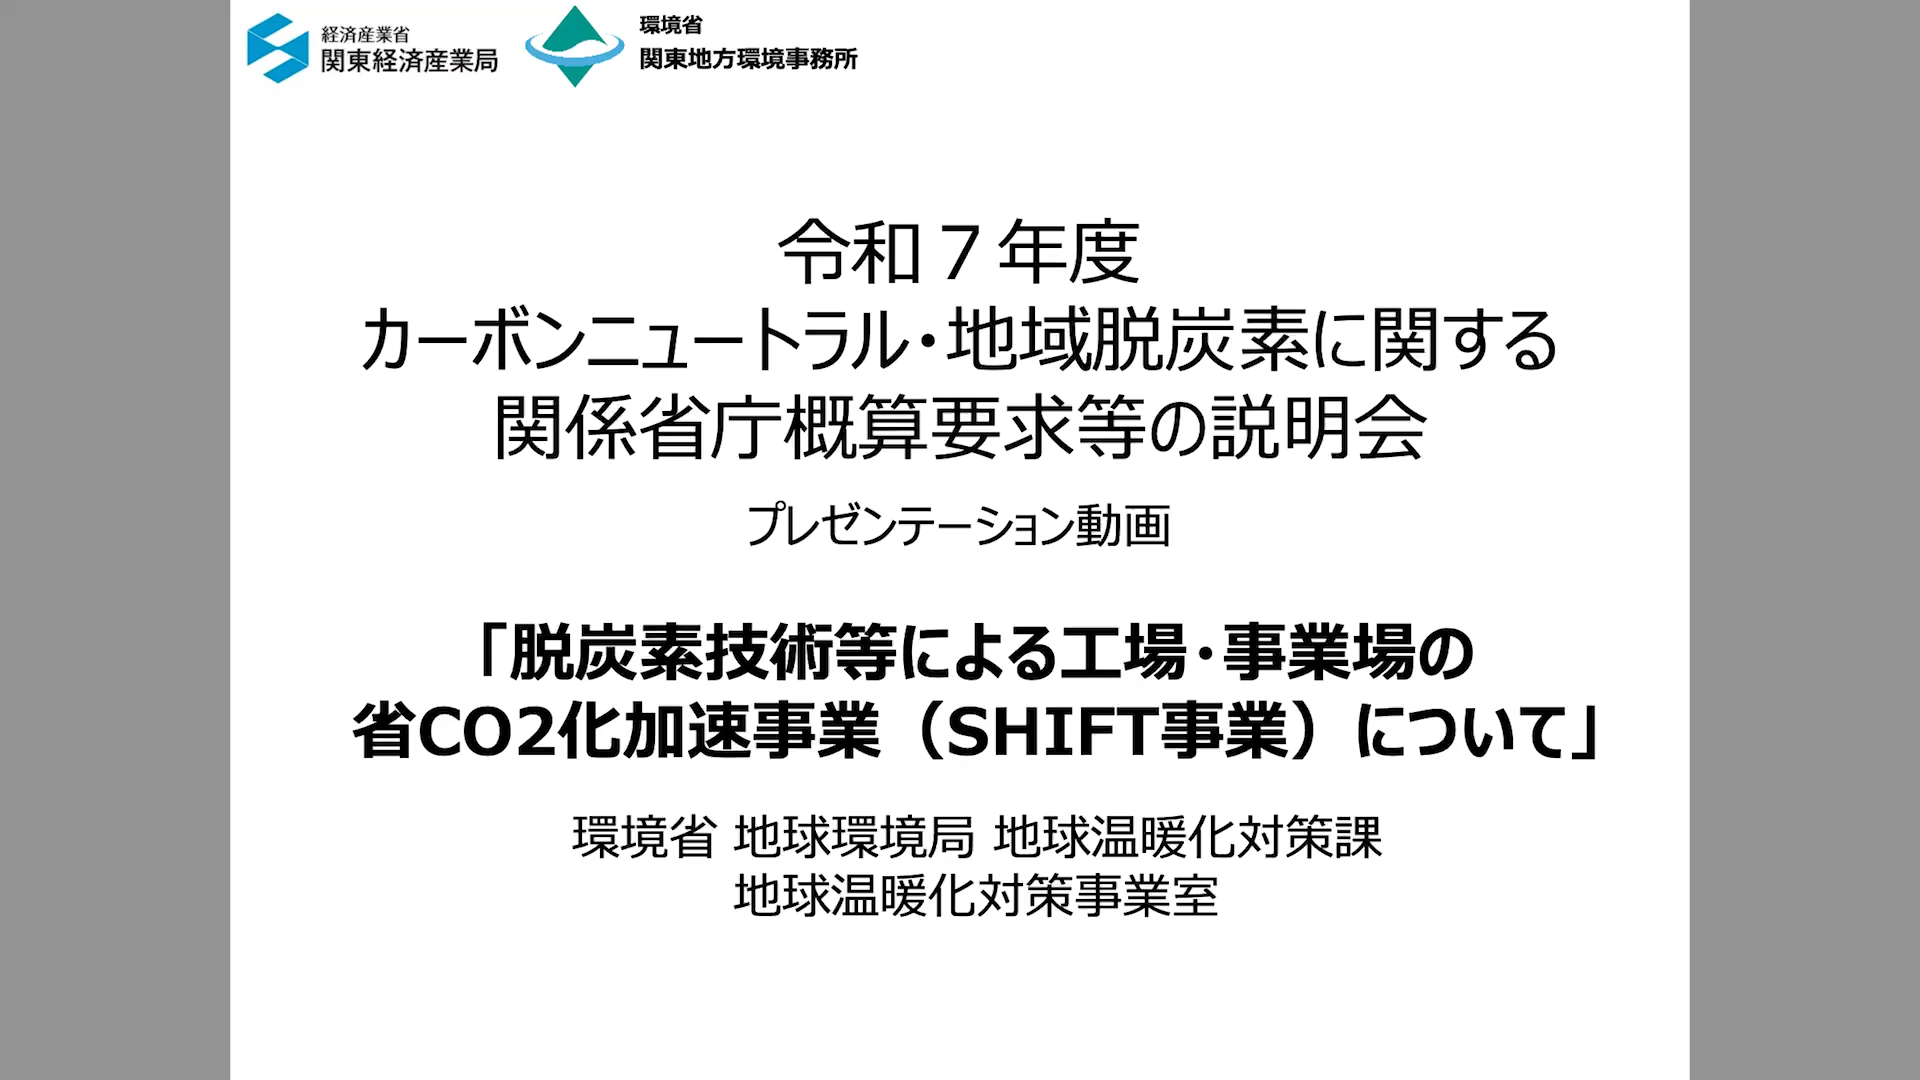 経済産業省
関東経済産業局
環境省
関東地方環境事務所
令和７年度
カーボンニュートラル・地域脱炭素に関する
関係省庁概算要求等の説明会
プレゼンテーション動画
「脱炭素技術等による工場・事業場の
省CO2化加速事業（SHIFT事業）について」
環境省 地球環境局 地球温暖化対策課
地球温暖化対策事業室